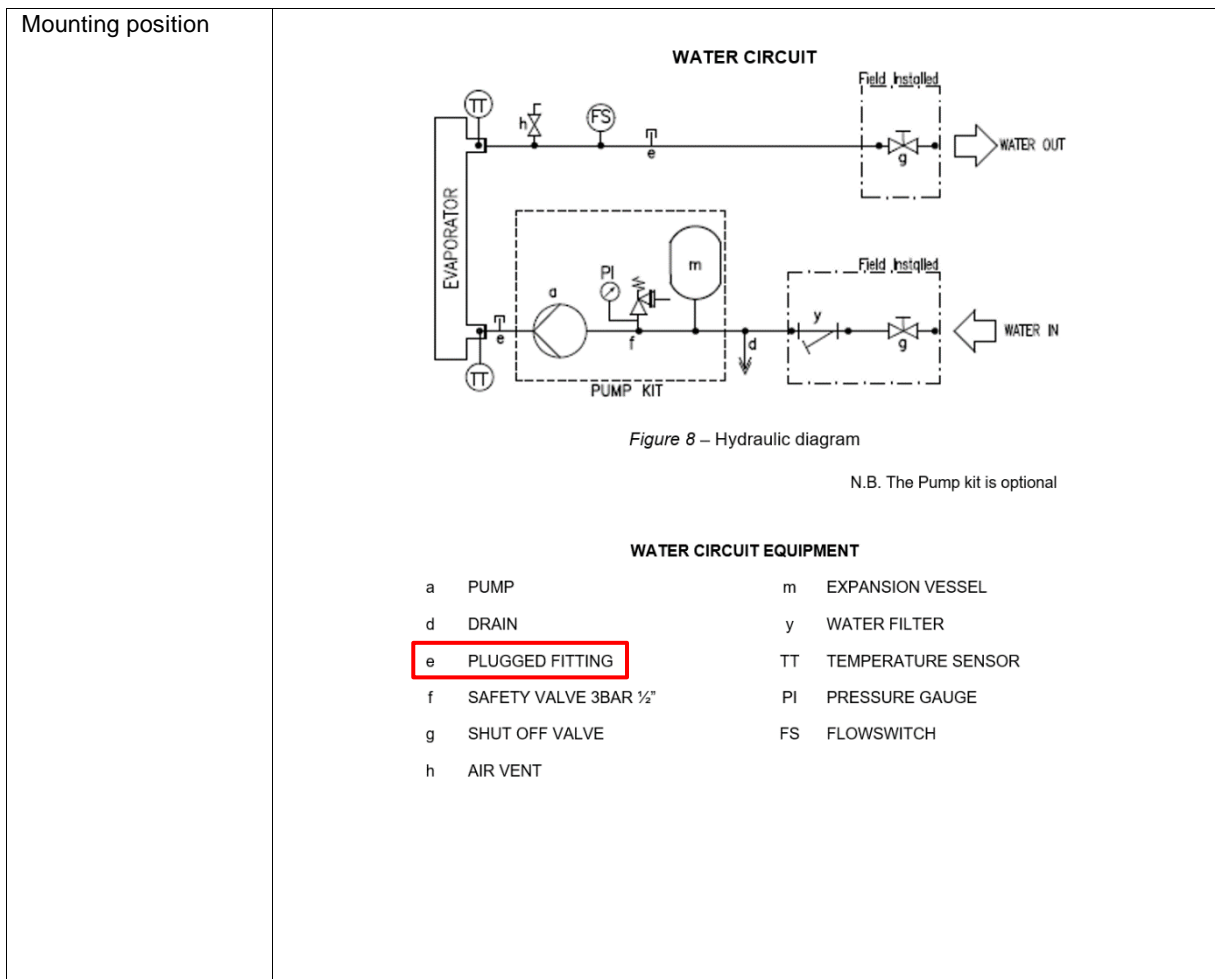 Mounting position
WATER CIRCUIT
Field Installed
TT
h
FS
e
g
WATER OUT
EVAPORATOR
PI
a
m
Field Installed
y
e
f
d
g
WATER IN
TT
PUMP KIT
Figure 8 – Hydraulic diagram
N.B. The Pump kit is optional
WATER CIRCUIT EQUIPMENT
a PUMP m EXPANSION VESSEL
d DRAIN y WATER FILTER
e PLUGGED FITTING TT TEMPERATURE SENSOR
f SAFETY VALVE 3BAR ½” PI PRESSURE GAUGE
g SHUT OFF VALVE FS FLOWSWITCH
h AIR VENT